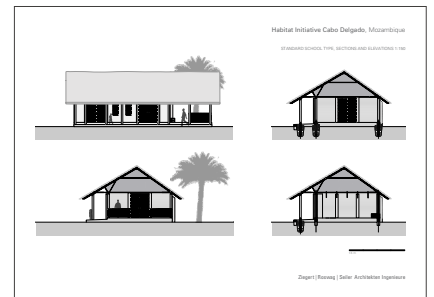 Habitat Initiative Cabo Delgado, Mozambique
STANDARD SCHOOL TYPE, SECTIONS AND ELEVATIONS 1:100
Ziegert | Roswag | Seiler Architekten Ingenieure